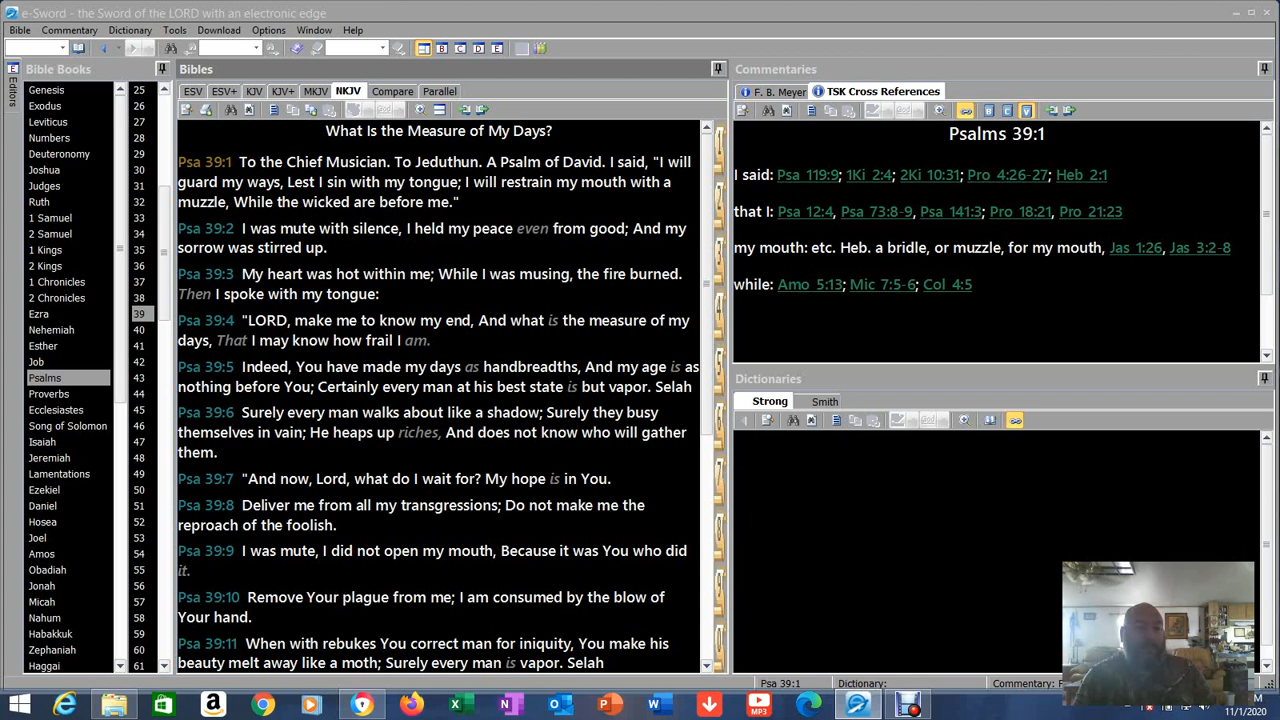 e-Sword - the Sword of the LORD with an electronic edge
Bible Commentary Dictionary Tools Download Options Window Help
B C D E
Editors
Bible Books
Genesis
Exodus
Leviticus
Numbers
Deuteronomy
Joshua
Judges
Ruth
1 Samuel
2 Samuel
1 Kings
2 Kings
1 Chronicles
2 Chronicles
Ezra
Nehemiah
Esther
Job
Psalms
Proverbs
Ecclesiastes
Song of Solomon
Isaiah
Jeremiah
Lamentations
Ezekiel
Daniel
Hosea
Joel
Amos
Obadiah
Jonah
Micah
Nahum
Habakkuk
Zephaniah
Haggai
25
26
27
28
29
30
31
32
33
34
35
36
37
38
39
40
41
42
43
44
45
46
47
48
49
50
51
52
53
54
55
56
57
58
59
60
61
Bibles
ESV ESV+ KJV KJV+ MKJV NKJV Compare Parallel
What Is the Measure of My Days?
Psa 39:1 To the Chief Musician. To Jeduthun. A Psalm of David. I said, "I will
guard my ways, Lest I sin with my tongue; I will restrain my mouth with a
muzzle, While the wicked are before me."
Psa 39:2 I was mute with silence, I held my peace even from good; And my
sorrow was stirred up.
Psa 39:3 My heart was hot within me; While I was musing, the fire burned.
Then I spoke with my tongue:
Psa 39:4 "LORD, make me to know my end, And what is the measure of my
days, That I may know how frail I am.
Psa 39:5 Indeed, You have made my days as handbreadths, And my age is as
nothing before You; Certainly every man at his best state is but vapor. Selah
Psa 39:6 Surely every man walks about like a shadow; Surely they busy
themselves in vain; He heaps up riches, And does not know who will gather
them.
Psa 39:7 "And now, Lord, what do I wait for? My hope is in You.
Psa 39:8 Deliver me from all my transgressions; Do not make me the
reproach of the foolish.
Psa 39:9 I was mute, I did not open my mouth, Because it was You who did
it.
Psa 39:10 Remove Your plague from me; I am consumed by the blow of
Your hand.
Psa 39:11 When with rebukes You correct man for iniquity, You make his
beauty melt away like a moth; Surely every man is vapor. Selah
Commentaries
F. B. Meyer TSK Cross References
B C V
Psalms 39:1
I said: Psa 119:9; 1Ki 2:4; 2Ki 10:31; Pro 4:26-27; Heb 2:1
that I: Psa 12:4, Psa 73:8-9, Psa 141:3; Pro 18:21, Pro 21:23
my mouth: etc. Heb. a bridle, or muzzle, for my mouth, Jas 1:26, Jas 3:2-8
while: Amo 5:13; Mic 7:5-6; Col 4:5
Dictionaries
Strong Smith
Psa 39:1 Dictionary: Commentary:
MP3
11/1/2020